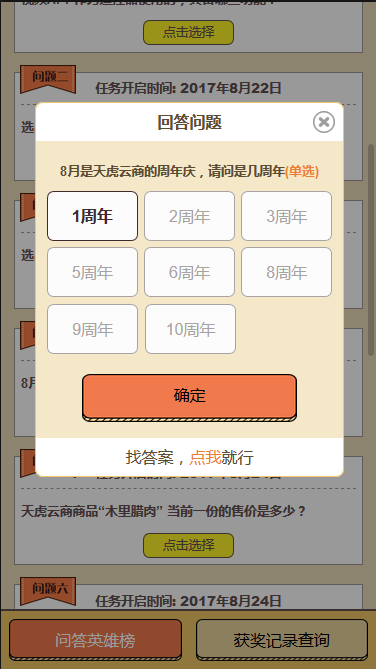 点击选择
问题二
任务开启时间: 2017年8月22日
选
回答问题
8月是天虎云商的周年庆，请问是几周年(单选)
1周年
2周年
3周年
5周年
6周年
8周年
9周年
10周年
确定
找答案，点我就行
选
8月
天虎云商商品“木里腊肉” 当前一份的售价是多少？
点击选择
问题六
任务开启时间: 2017年8月24日
问答英雄榜
获奖记录查询